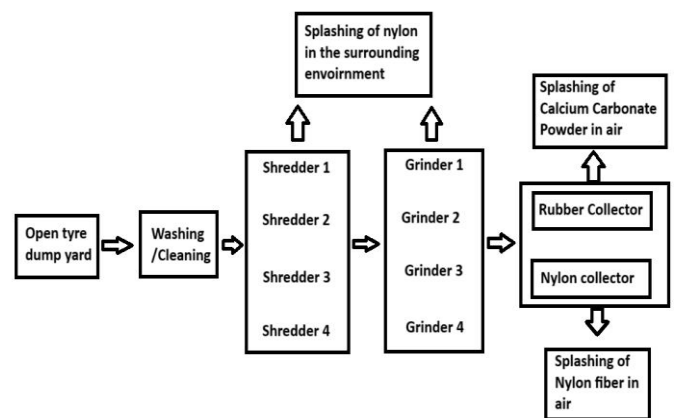 Splashing of nylon
in the surrounding
envoirnment
Splashing of
Calcium Carbonate
Powder in air
Shredder 1
Shredder 2
Shredder 3
Shredder 4
Grinder 1
Grinder 2
Grinder 3
Grinder 4
Open tyre
dump yard
Washing
/Cleaning
Rubber Collector
Nylon collector
Splashing of
Nylon fiber in
air